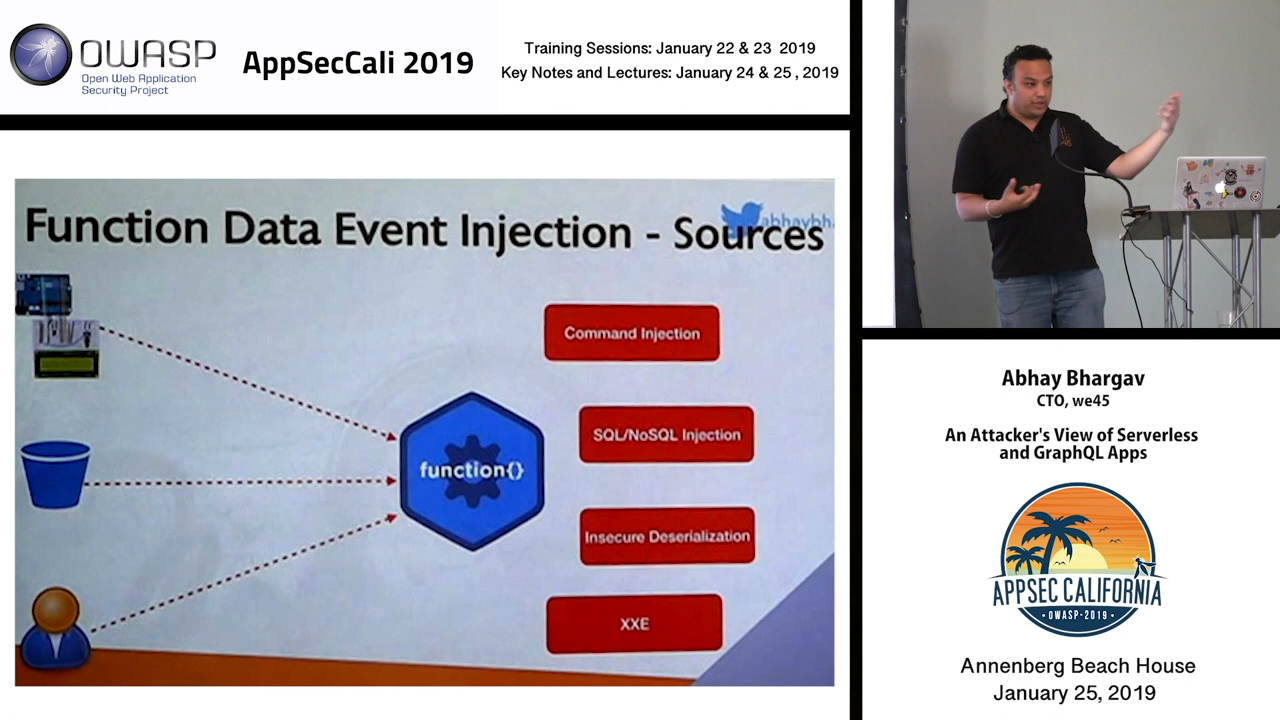 OWASP
Open Web Application
Security Project
AppSecCali 2019
Training Sessions: January 22 & 23 2019
Key Notes and Lectures: January 24 & 25 , 2019
Function Data Event Injection - Sources
abhaybha
Command Injection
SQL/NoSQL Injection
function{}
Insecure Deserialization
XXE
Abhay Bhargav
CTO, we45
An Attacker's View of Serverless
and GraphQL Apps
APPSEC CALIFORNIA
• OWASP-2019 •
Annenberg Beach House
January 25, 2019